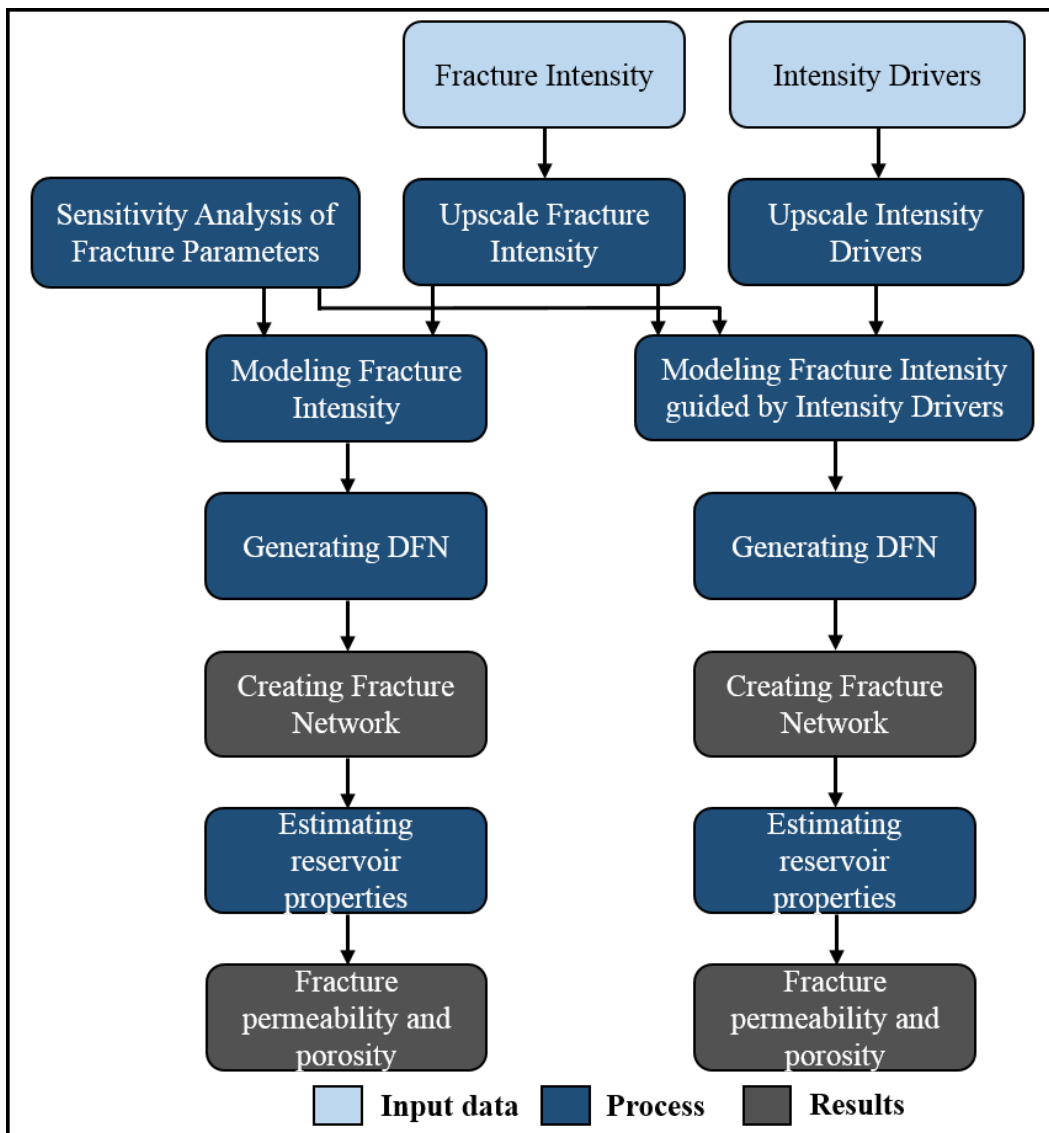 Fracture Intensity
Intensity Drivers
Sensitivity Analysis of
Fracture Parameters
Upscale Fracture
Intensity
Upscale Intensity
Drivers
Modeling Fracture
Intensity
Modeling Fracture Intensity
guided by Intensity Drivers
Generating DFN
Generating DFN
Creating Fracture
Network
Creating Fracture
Network
Estimating
reservoir
properties
Estimating
reservoir
properties
Fracture
permeability and
porosity
Fracture
permeability and
porosity
Input data
Process
Results